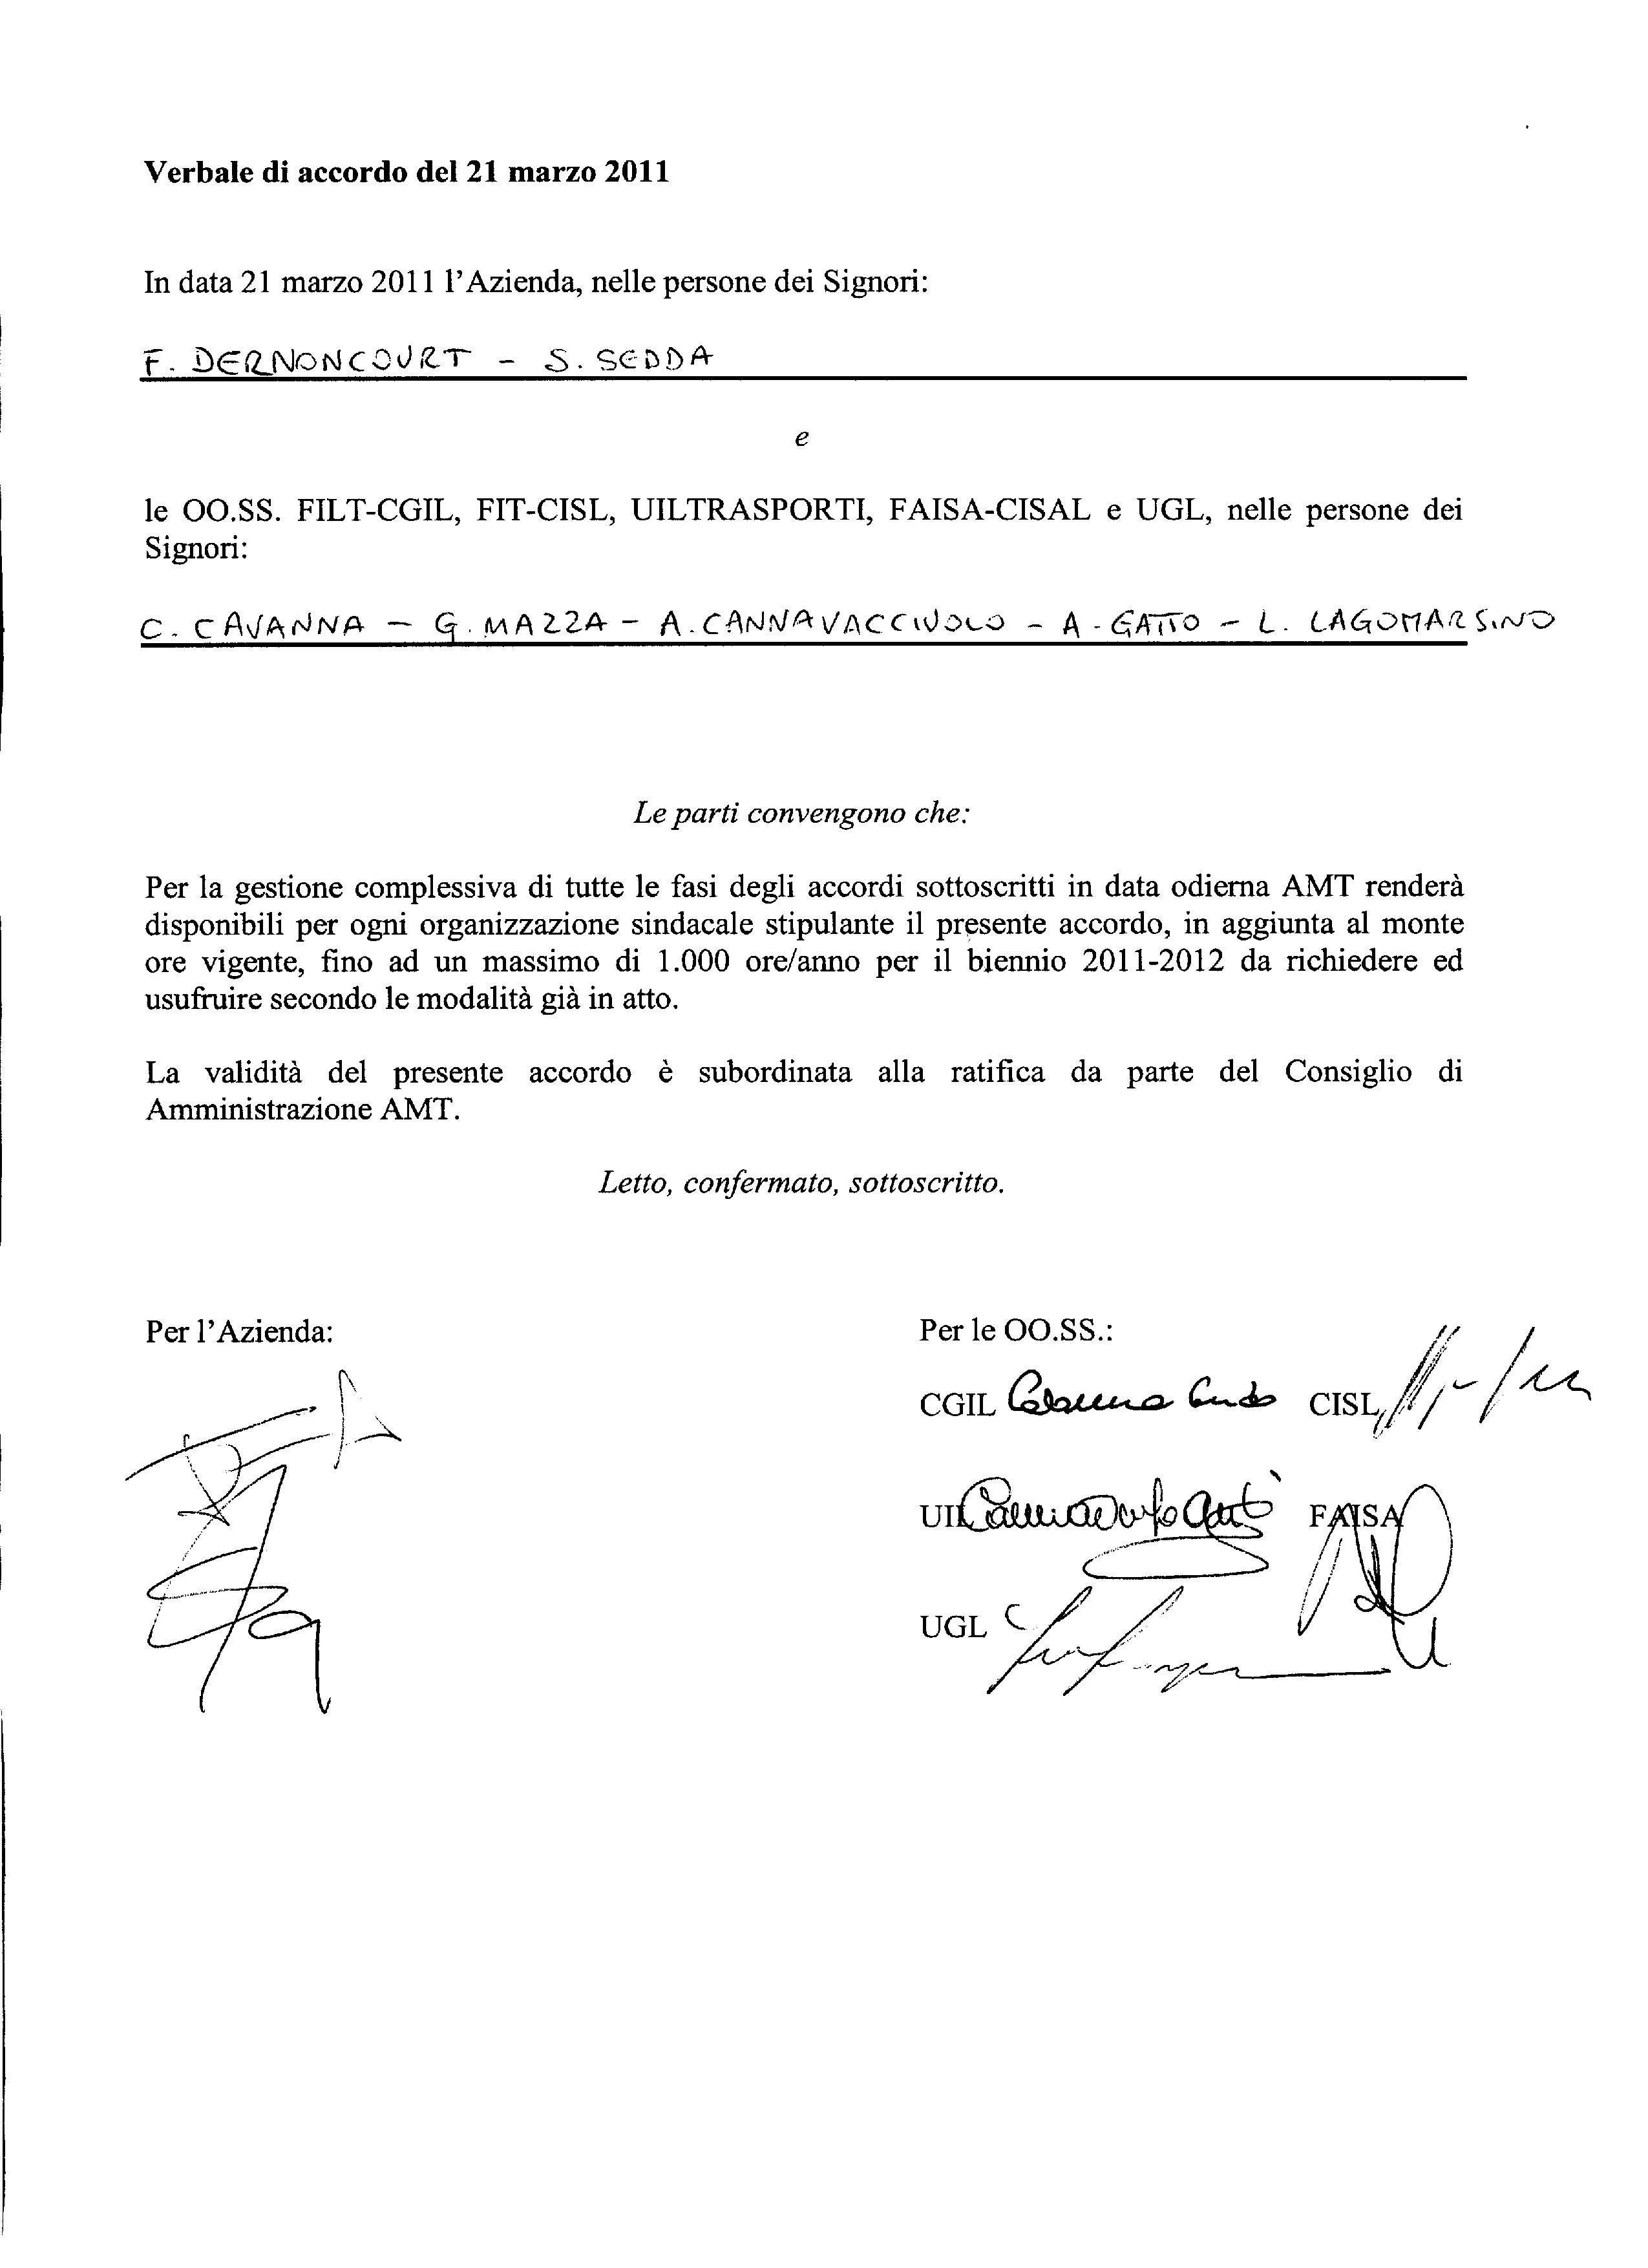 Verbale di accordo del 21 marzo 2011
In data 21 marzo 2011 l'Azienda, nelle persone dei Signori:
F. DERNONCOURT - S. SEDDA
e
le OO.SS. FILT-CGIL, FIT-CISL, UILTRASPORTI, FAISA-CISAL e UGL, nelle persone dei
Signori:
C. CAVANNA - G. MAZZA - A. CANNAVACCIUOLO - A. GATTO - L. LAGOMARSINO
Le parti convengono che:
Per la gestione complessiva di tutte le fasi degli accordi sottoscritti in data odierna AMT renderà
disponibili per ogni organizzazione sindacale stipulante il presente accordo, in aggiunta al monte
ore vigente, fino ad un massimo di 1.000 ore/anno per il biennio 2011-2012 da richiedere ed
usufruire secondo le modalità già in atto.
La validità del presente accordo è subordinata alla ratifica da parte del Consiglio di
Amministrazione AMT.
Letto, confermato, sottoscritto.
Per l'Azienda:
Per le OO.SS.:
CGIL CISL
UIL FAISA
UGL